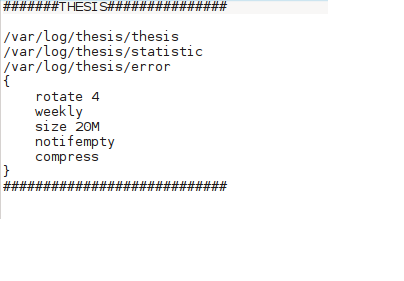 #######THESIS###############
/var/log/thesis/thesis
/var/log/thesis/statistic
/var/log/thesis/error
{
    rotate 4
    weekly
    size 20M
    notifempty
    compress
}
############################